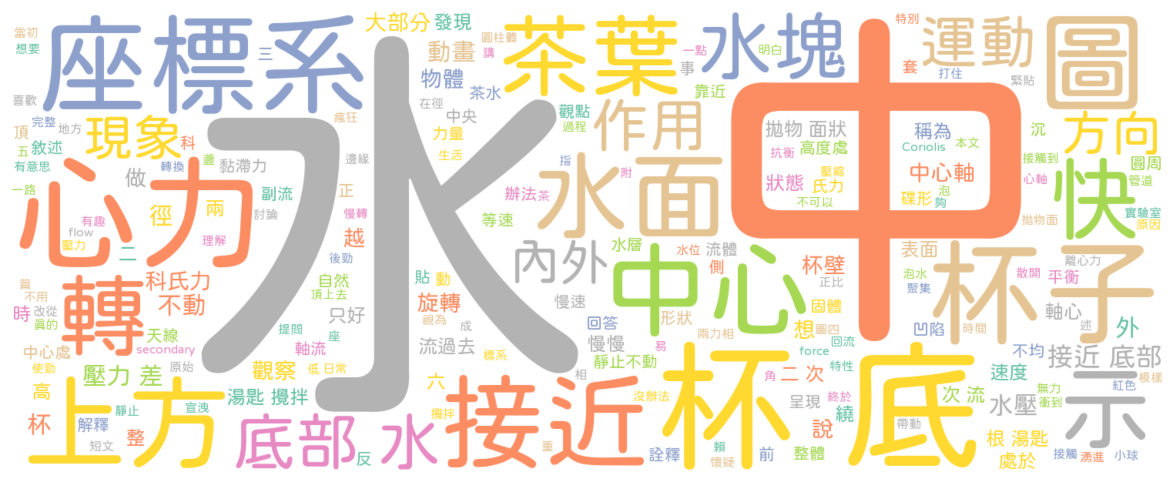 座標系
水
中
茶葉
水塊
運動
圖
大部分
發現
圓柱體
講
一點
明白
特別
當初
想要
三
動畫
物體
茶水
事
靠近
套
打住
緊貼
喜歡
現象
瘋狂
在徑
中央
觀點
過程
作用
拋物 面狀
稱為
Coriolis
本文
沉
方向
頂
完整
地方
五
敘述
有意思
科
轉換
盪
黏滯力
邊緣
力量
生活
抗衡
高度處
接觸到
圓周
管道
心力
做
副流
正
指
附
水面
狀態
氏力
壓縮
中心軸
心軸
快
一路
徑
兩
討論
慢轉
辦法
茶
不可以
碟形
泡
夠
拋物面
實驗室
原因
有趣
flow
壓力
理解
二
越
後勁
等速
內外
水層
水位
流體
表面
離心力
轉
科氏力
不動
自然
頂上去
貼
動
慢速
中心
側
杯壁
正比
泡水
聚集
杯子
散開
平衡
篇
不用
時
改從
真的
天線
提問
只好
旋轉
視為
成
回答
形狀
固體
軸心
述
外
中心處
使勁
secondary
原始
座
軸流
流過去
慢慢
兩力相
想
圖四
回流
凹陷
時間
高
壓力 差
觀察
低
日常
標系
靜止不動
易
force
特性
不均
接近 底部
模樣
上方
杯
解釋
靜止
短文
宣洩
整
湯匙 攪拌
六
攪拌
相
沒辦法
角
二 次
終於
次 流
速度
無力
紅色
水壓
衝到
示
底部 水
反
接近
重
杯底
呈現
繞
說
帶動
根 湯匙
處於
詮釋
賴
懷疑
前
整體
接觸
湧進
小球